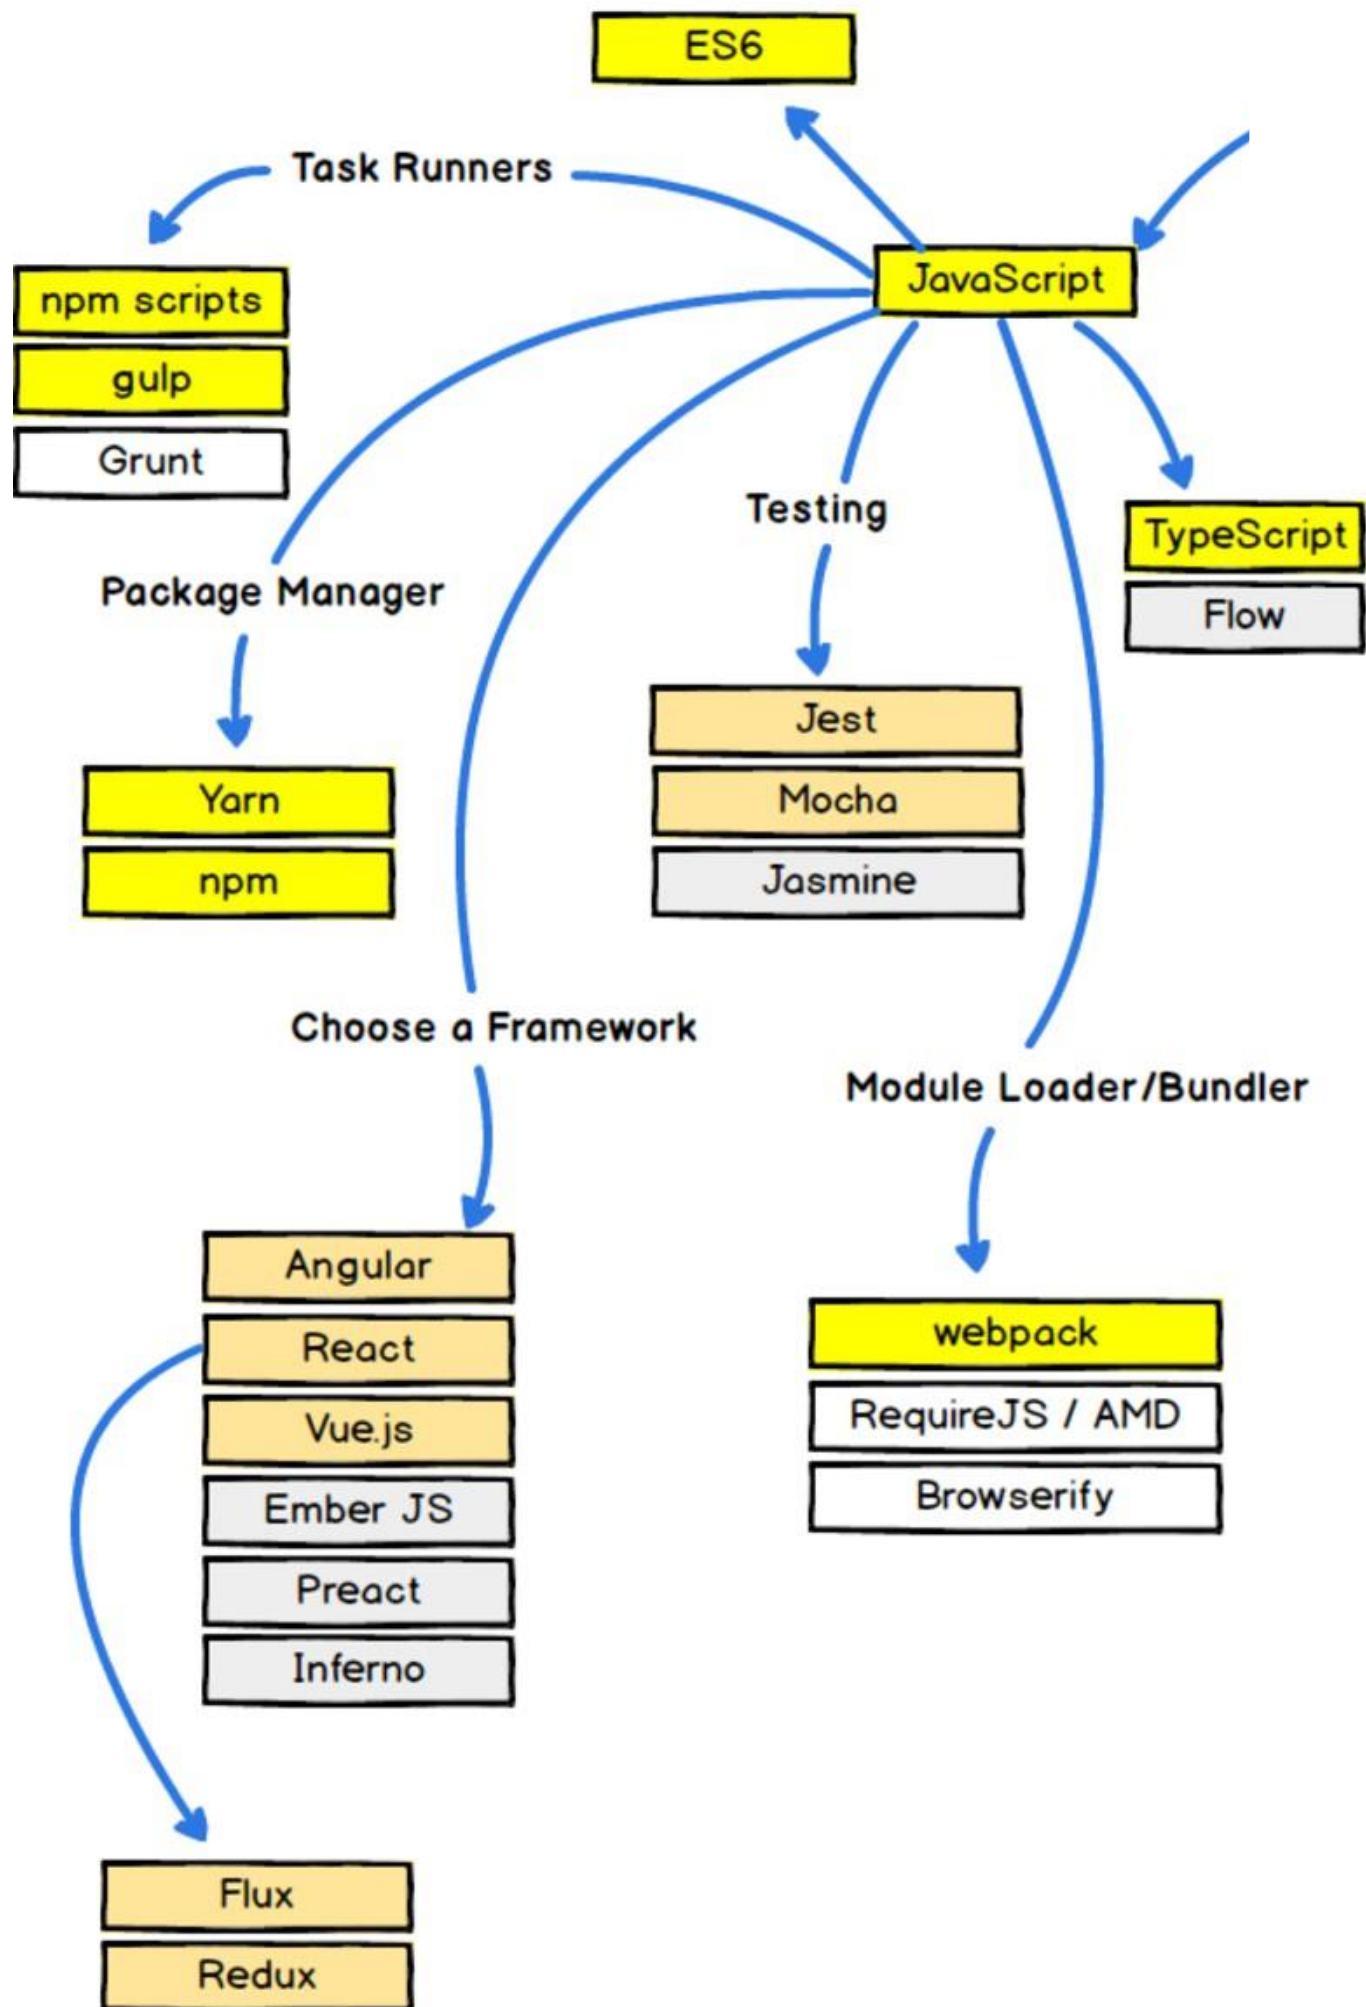 ES6
Task Runners
JavaScript
npm scripts
gulp
Grunt
Testing
TypeScript
Flow
Package Manager
Jest
Mocha
Jasmine
Yarn
npm
Choose a Framework
Module Loader/Bundler
Angular
React
Vue.js
Ember JS
Preact
Inferno
webpack
RequireJS / AMD
Browserify
Flux
Redux